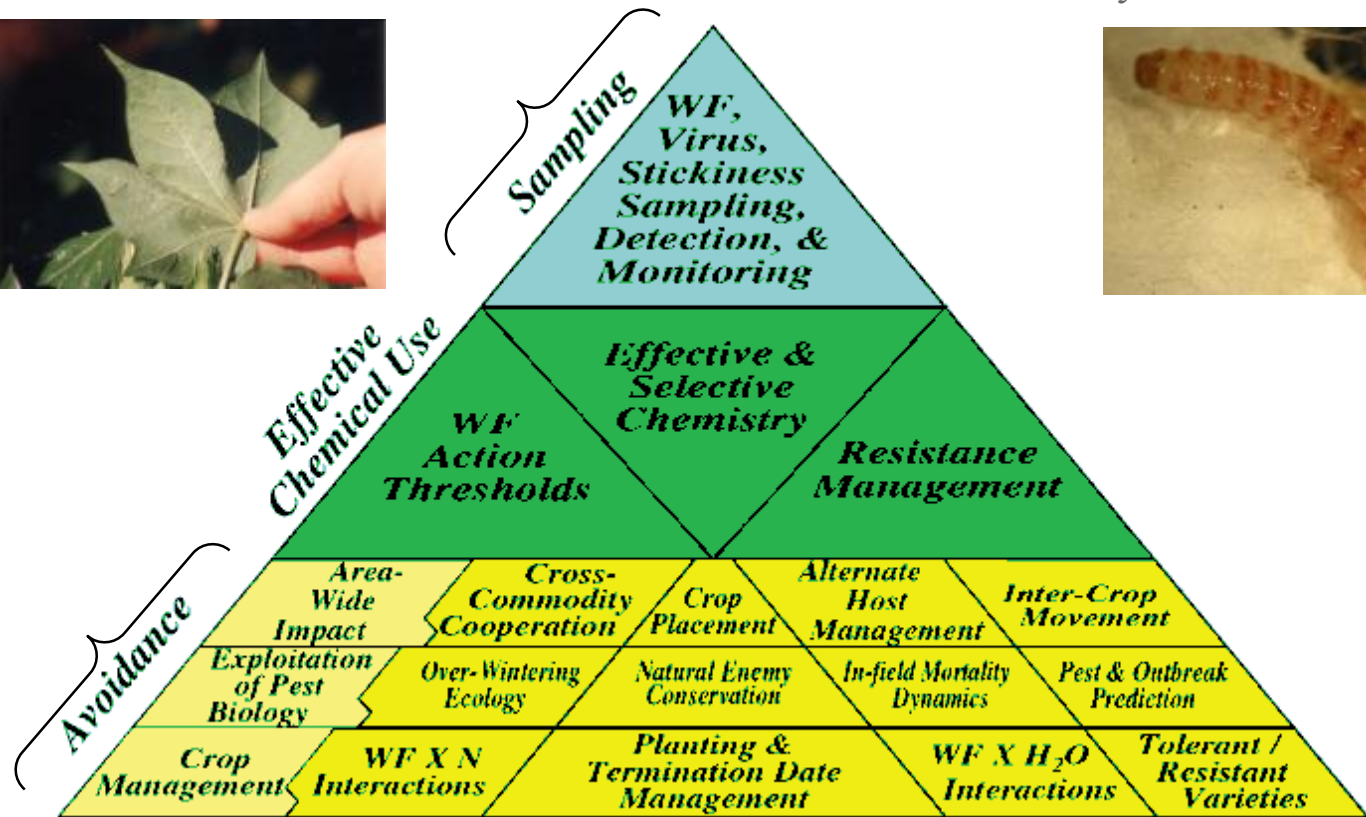 Sampling
WF,
Virus,
Stickiness
Sampling,
Detection, &
Monitoring
Effective
Chemical Use
WF
Action
Thresholds
Effective &
Selective
Chemistry
Resistance
Management
Avoidance
Area-
Wide
Impact
Cross-
Commodity
Cooperation
Crop
Placement
Alternate
Host
Management
Inter-Crop
Movement
Exploitation
of Pest
Biology
Over-Wintering
Ecology
Natural Enemy
Conservation
In-field Mortality
Dynamics
Pest & Outbreak
Prediction
Crop
Management
WF X N
Interactions
Planting &
Termination Date
Management
WF X H₂O
Interactions
Tolerant /
Resistant
Varieties